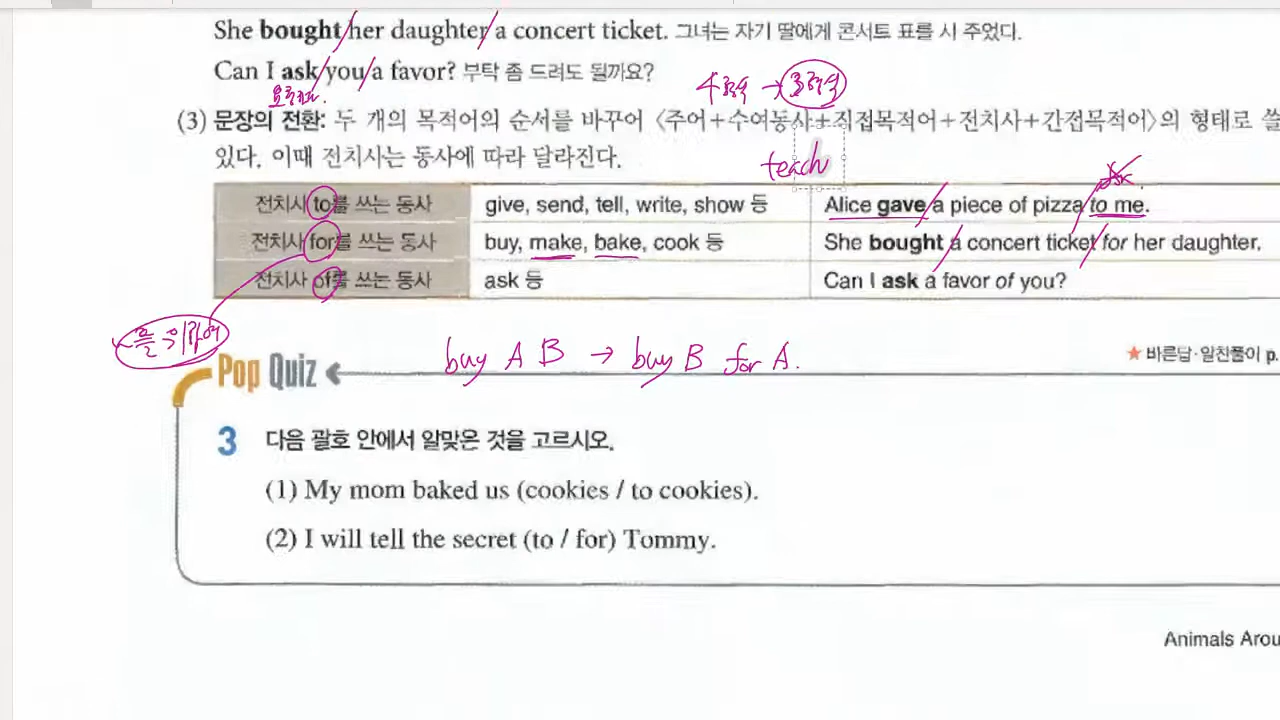 She bought her daughter a concert ticket. 그녀는 자기 딸에게 콘서트 표를 시 주었다.
Can I ask you a favor? 부탁 좀 드려도 될까요?
4형식 → 3형식
(3) 문장의 전환: 두 개의 목적어의 순서를 바꾸어 〈주어+수여동사+직접목적어+전치사+간접목적어〉의 형태로 쓸
있다. 이때 전치사는 동사에 따라 달라진다.
teach
전치사 to를 쓰는 동사 give, send, tell, write, show 등 Alice gave a piece of pizza to me.
전치사 for를 쓰는 동사 buy, make, bake, cook 등 She bought a concert ticket for her daughter.
전치사 of를 쓰는 동사 ask 등 Can I ask a favor of you?
~를 위하여
buy A B → buy B for A.
Pop Quiz
★ 바른답·알찬풀이 p.
3 다음 괄호 안에서 알맞은 것을 고르시오.
(1) My mom baked us (cookies / to cookies).
(2) I will tell the secret (to / for) Tommy.
Animals Arou